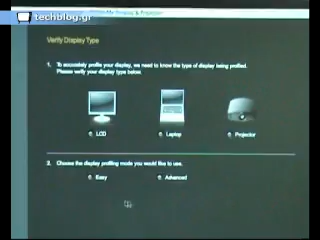 techblog.gr
Verify Display Type
1. To accurately profile your display, we need to know the type of display being profiled.
Please verify your display type below.
LCD Laptop Projector
2. Choose the display profiling mode you would like to use.
Easy Advanced